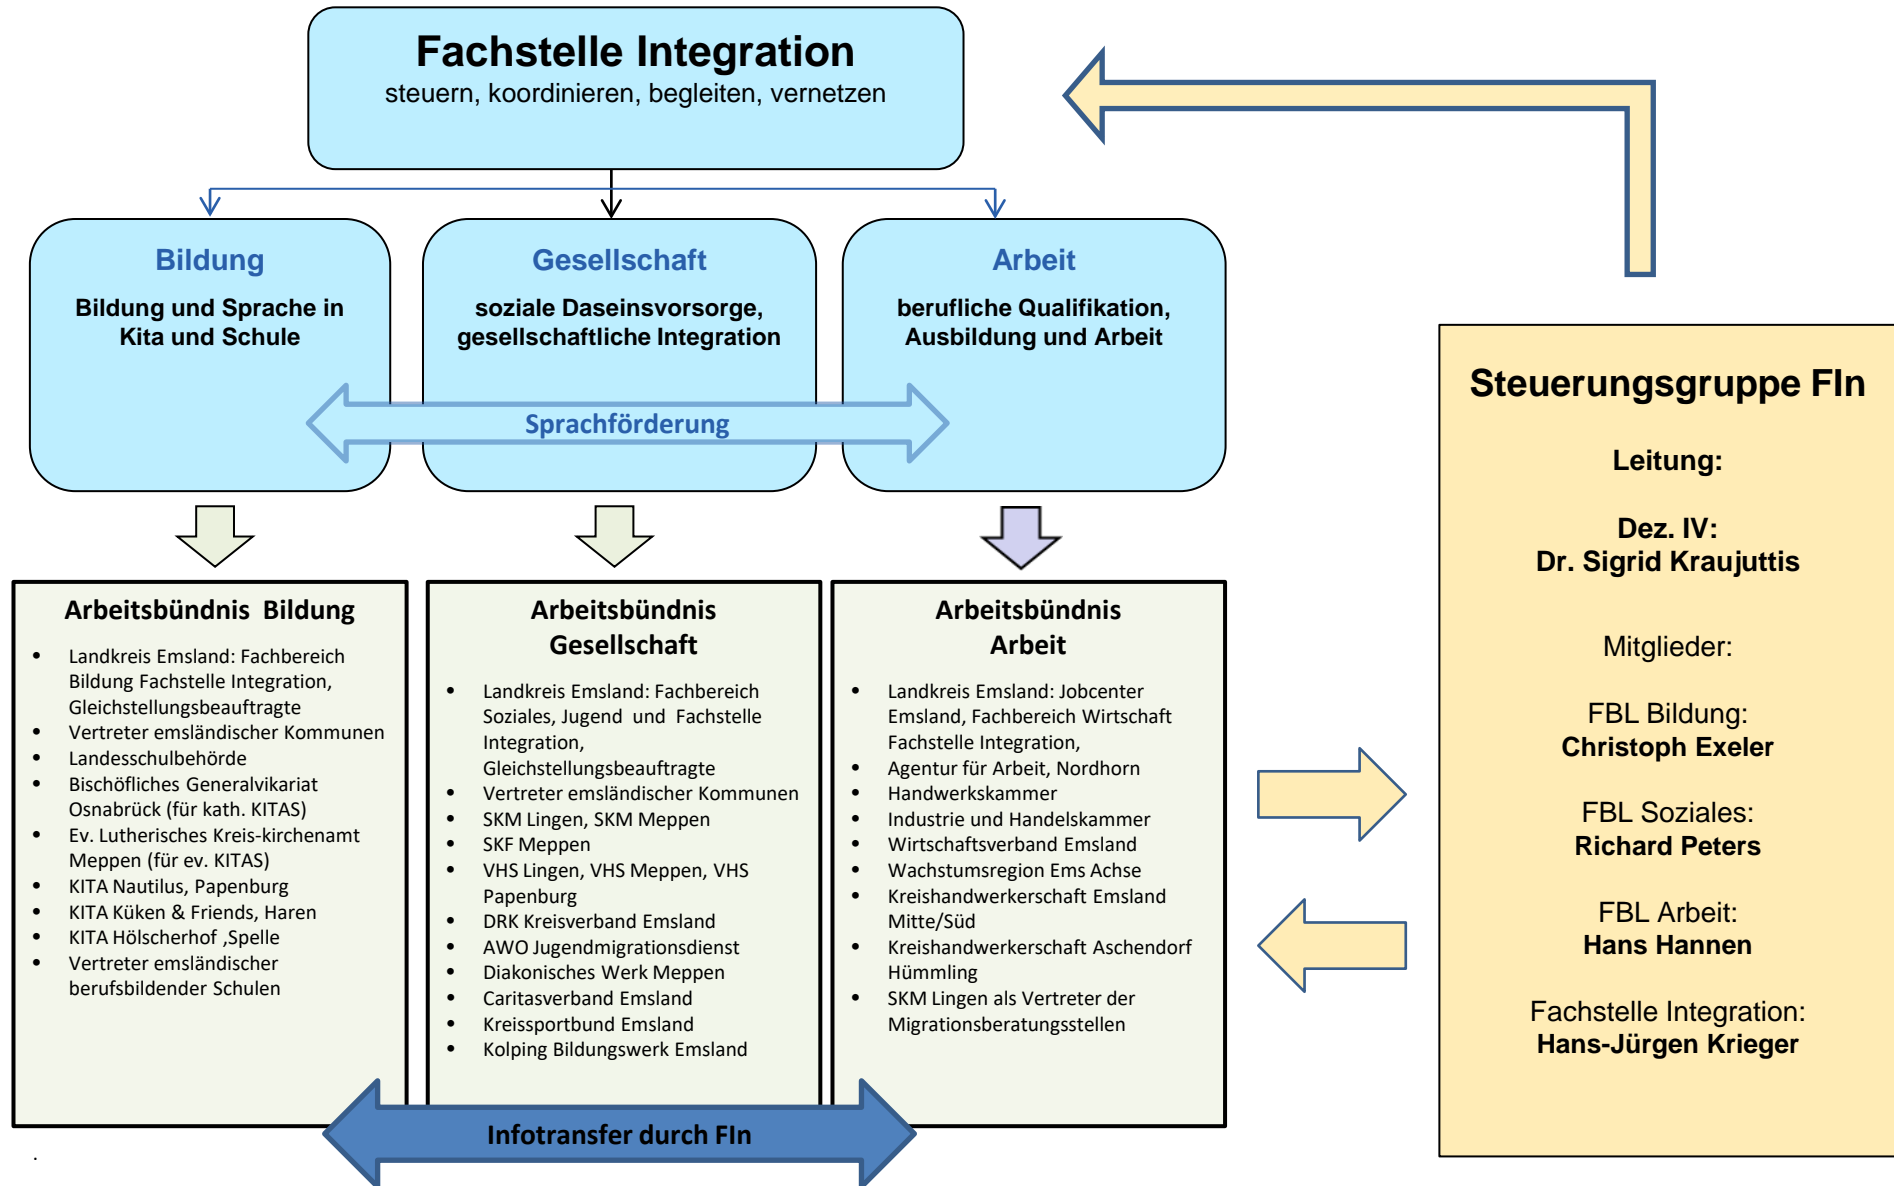 Fachstelle Integration
steuern, koordinieren, begleiten, vernetzen
Bildung
Bildung und Sprache in
Kita und Schule
Gesellschaft
soziale Daseinsvorsorge,
gesellschaftliche Integration
Arbeit
berufliche Qualifikation,
Ausbildung und Arbeit
Sprachförderung
Arbeitsbündnis Bildung
• Landkreis Emsland: Fachbereich
Bildung Fachstelle Integration,
Gleichstellungsbeauftragte
• Vertreter emsländischer Kommunen
• Landesschulbehörde
• Bischöfliches Generalvikariat
Osnabrück (für kath. KITAS)
• Ev. Lutherisches Kreis-kirchenamt
Meppen (für ev. KITAS)
• KITA Nautilus, Papenburg
• KITA Küken & Friends, Haren
• KITA Hölscherhof ,Spelle
• Vertreter emsländischer
berufsbildender Schulen
Arbeitsbündnis
Gesellschaft
• Landkreis Emsland: Fachbereich
Soziales, Jugend und Fachstelle
Integration,
Gleichstellungsbeauftragte
• Vertreter emsländischer Kommunen
• SKM Lingen, SKM Meppen
• SKF Meppen
• VHS Lingen, VHS Meppen, VHS
Papenburg
• DRK Kreisverband Emsland
• AWO Jugendmigrationsdienst
• Diakonisches Werk Meppen
• Caritasverband Emsland
• Kreissportbund Emsland
• Kolping Bildungswerk Emsland
Arbeitsbündnis
Arbeit
• Landkreis Emsland: Jobcenter
Emsland, Fachbereich Wirtschaft
Fachstelle Integration,
• Agentur für Arbeit, Nordhorn
• Handwerkskammer
• Industrie und Handelskammer
• Wirtschaftsverband Emsland
• Wachstumsregion Ems Achse
• Kreishandwerkerschaft Emsland
Mitte/Süd
• Kreishandwerkerschaft Aschendorf
Hümmling
• SKM Lingen als Vertreter der
Migrationsberatungsstellen
Infotransfer durch FIn
.
Steuerungsgruppe FIn
Leitung:
Dez. IV:
Dr. Sigrid Kraujuttis
Mitglieder:
FBL Bildung:
Christoph Exeler
FBL Soziales:
Richard Peters
FBL Arbeit:
Hans Hannen
Fachstelle Integration:
Hans-Jürgen Krieger